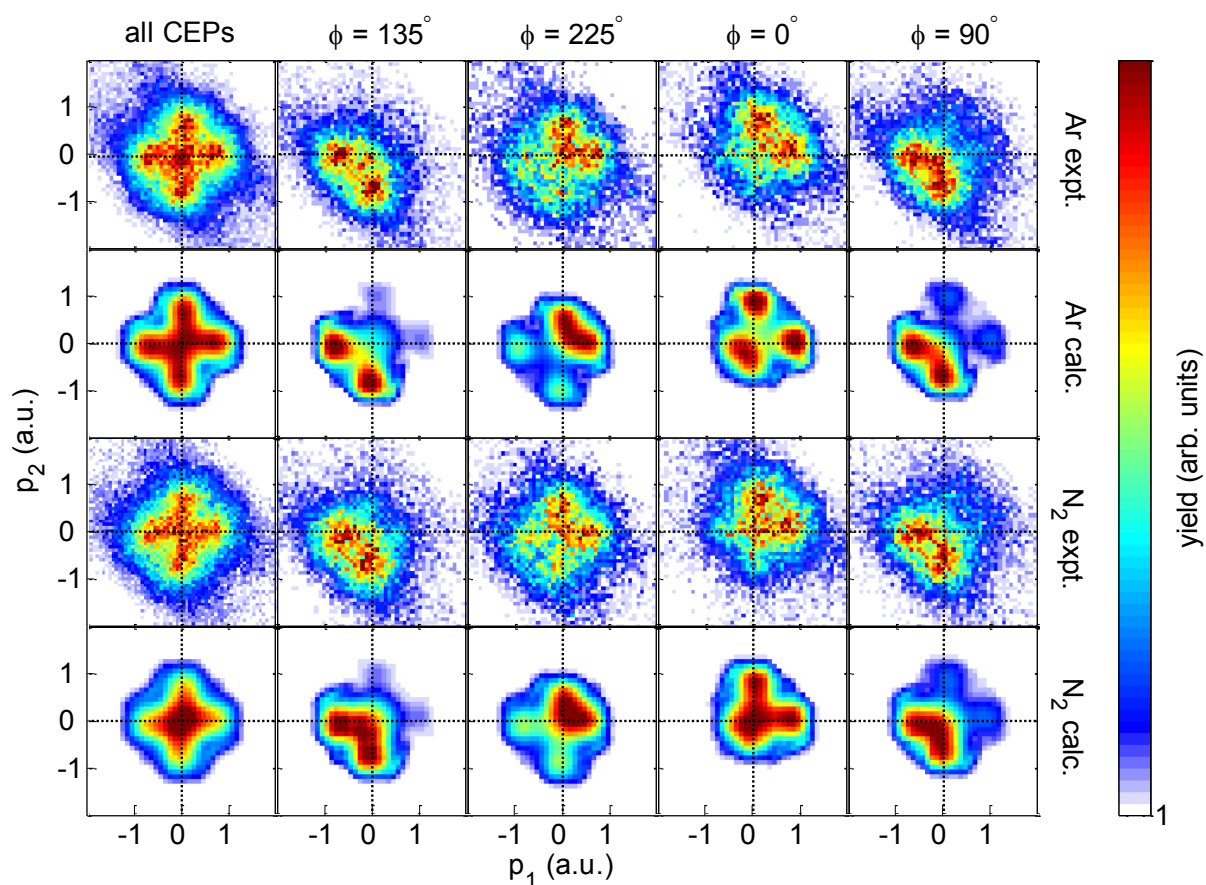 all CEPs
ϕ = 135°
ϕ = 225°
ϕ = 0°
ϕ = 90°
1
0
-1
Ar expt.
1
0
-1
Ar calc.
1
0
-1
N2 expt.
1
0
-1
N2 calc.
p2 (a.u.)
-1 0 1
-1 0 1
-1 0 1
-1 0 1
-1 0 1
p1 (a.u.)
yield (arb. units)
1